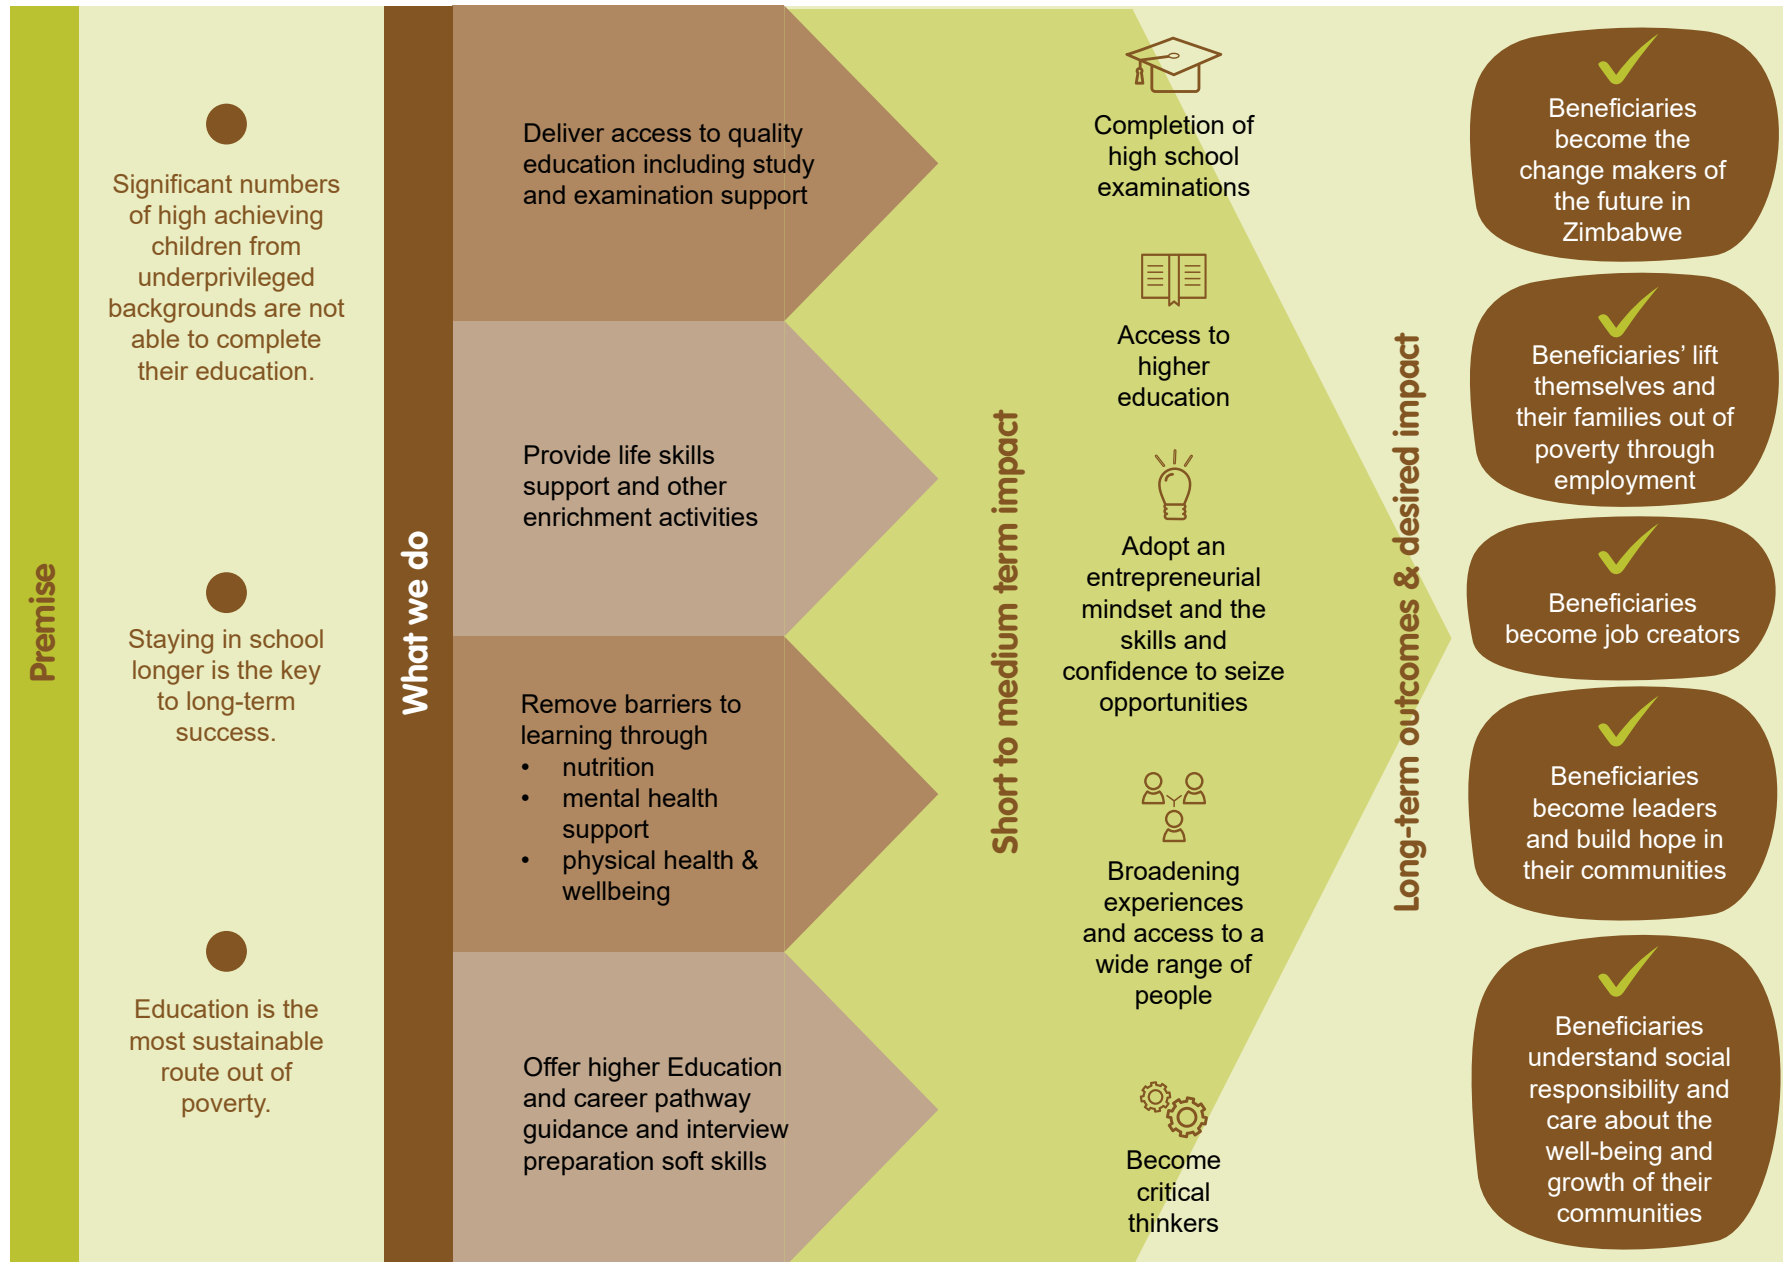 Premise
Significant numbers
of high achieving
children from
underprivileged
backgrounds are not
able to complete
their education.
Staying in school
longer is the key
to long-term
success.
Education is the
most sustainable
route out of
poverty.
What we do
Deliver access to quality
education including study
and examination support
Provide life skills
support and other
enrichment activities
Remove barriers to
learning through
• nutrition
• mental health
support
• physical health &
wellbeing
Offer higher Education
and career pathway
guidance and interview
preparation soft skills
Short to medium term impact
Completion of
high school
examinations
Access to
higher
education
Adopt an
entrepreneurial
mindset and the
skills and
confidence to seize
opportunities
Broadening
experiences
and access to a
wide range of
people
Become
critical
thinkers
Long-term outcomes & desired impact
Beneficiaries
become the
change makers of
the future in
Zimbabwe
Beneficiaries’ lift
themselves and
their families out of
poverty through
employment
Beneficiaries
become job creators
Beneficiaries
become leaders
and build hope in
their communities
Beneficiaries
understand social
responsibility and
care about the
well-being and
growth of their
communities